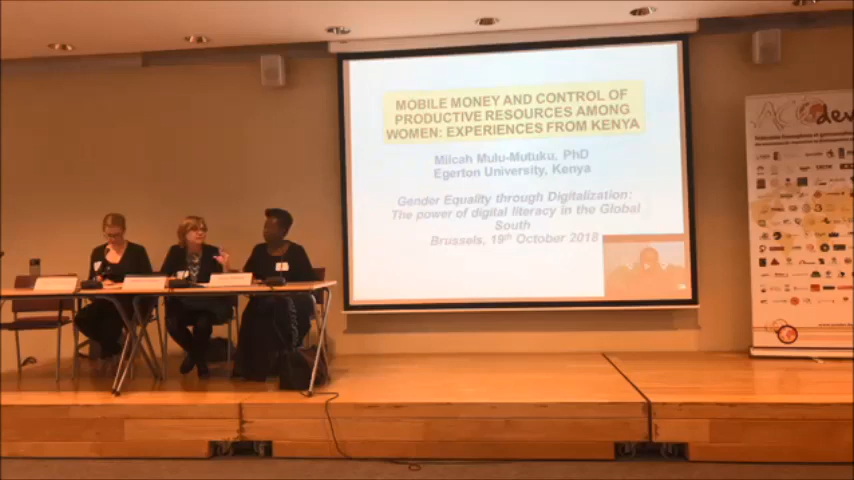 MOBILE MONEY AND CONTROL OF
PRODUCTIVE RESOURCES AMONG
WOMEN: EXPERIENCES FROM KENYA
Milcah Mulu-Mutuku, PhD
Egerton University, Kenya
Gender Equality through Digitalization:
The power of digital literacy in the Global
South
Brussels, 19th October 2018